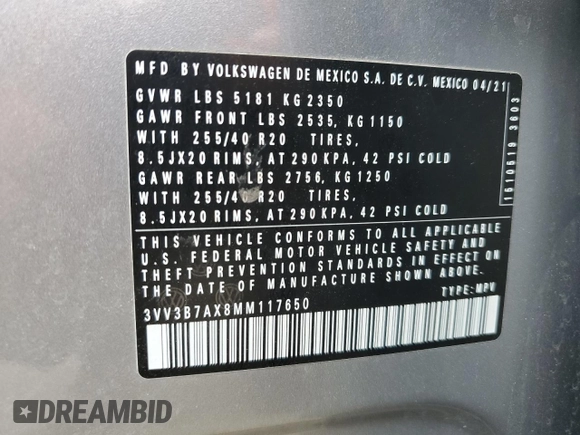 MFD BY VOLKSWAGEN DE MEXICO S.A. DE C.V. MEXICO 04/21
GVWR LBS 5181 KG 2350
GAWR FRONT LBS 2535, KG 1150
WITH 255/40 R20 TIRES,
8.5JX20 RIMS, AT 290 KPA, 42 PSI COLD
GAWR REAR LBS 2756, KG 1250
WITH 255/40 R20 TIRES,
8.5JX20 RIMS, AT 290 KPA, 42 PSI COLD
THIS VEHICLE CONFORMS TO ALL APPLICABLE
U.S. FEDERAL MOTOR VEHICLE SAFETY AND
THEFT PREVENTION STANDARDS IN EFFECT ON
THE DATE OF MANUFACTURE SHOWN ABOVE.
3VV3B7AX8MM117650
TYPE: MPV
1510519 3603
DREAMBID